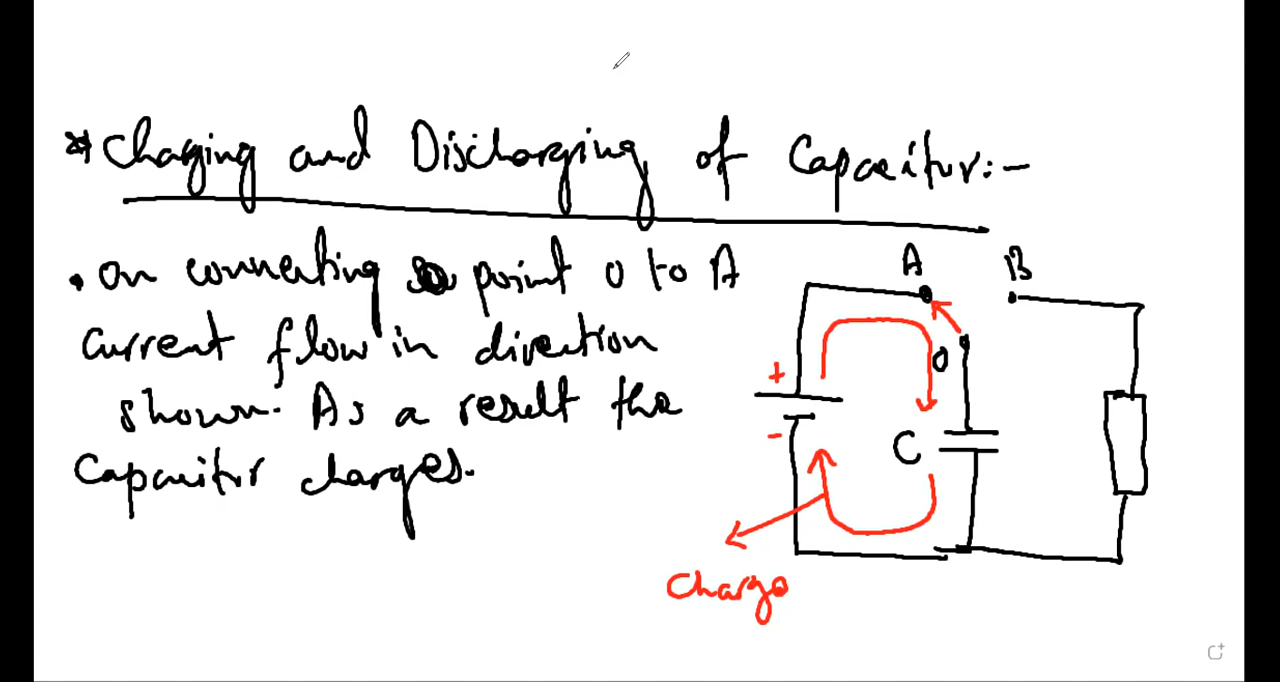 * Chaging and Discharging of Capacitor:-
• On connecting point O to A
current flow in direction
shown. As a result the
Capacitor charges.
A
B
O
+
-
C
Charge